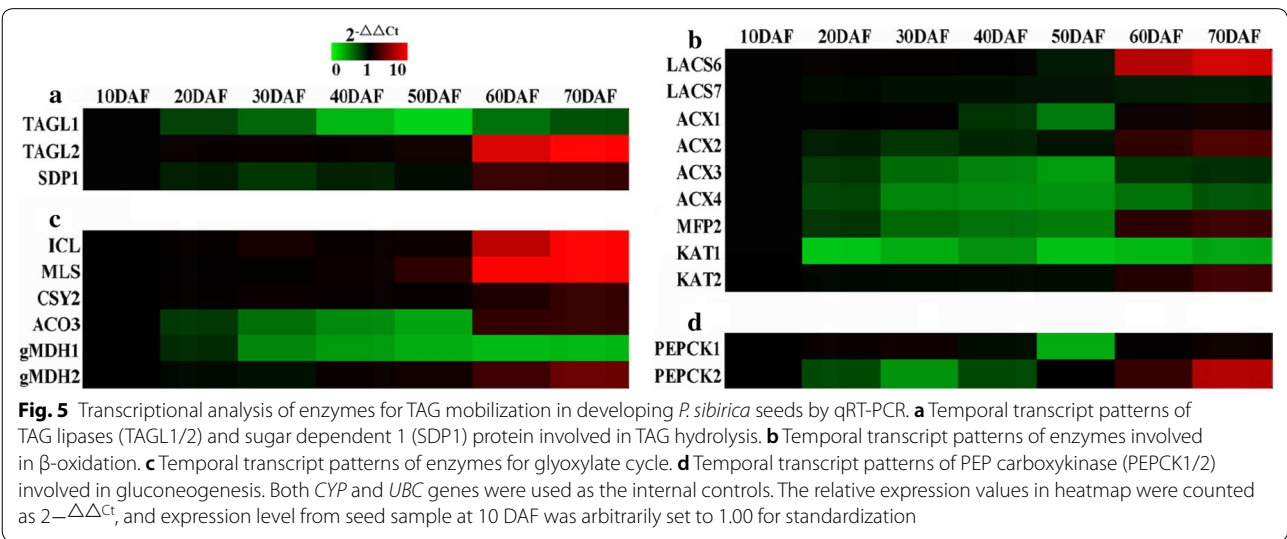 2-△△Ct
0 1 10
a
10DAF 20DAF 30DAF 40DAF 50DAF 60DAF 70DAF
TAGL1
TAGL2
SDP1
c
ICL
MLS
CSY2
ACO3
gMDH1
gMDH2
b
10DAF 20DAF 30DAF 40DAF 50DAF 60DAF 70DAF
LACS6
LACS7
ACX1
ACX2
ACX3
ACX4
MFP2
KAT1
KAT2
d
PEPCK1
PEPCK2
Fig. 5 Transcriptional analysis of enzymes for TAG mobilization in developing P. sibirica seeds by qRT-PCR. a Temporal transcript patterns of
TAG lipases (TAGL1/2) and sugar dependent 1 (SDP1) protein involved in TAG hydrolysis. b Temporal transcript patterns of enzymes involved
in β-oxidation. c Temporal transcript patterns of enzymes for glyoxylate cycle. d Temporal transcript patterns of PEP carboxykinase (PEPCK1/2)
involved in gluconeogenesis. Both CYP and UBC genes were used as the internal controls. The relative expression values in heatmap were counted
as 2—△△Ct, and expression level from seed sample at 10 DAF was arbitrarily set to 1.00 for standardization